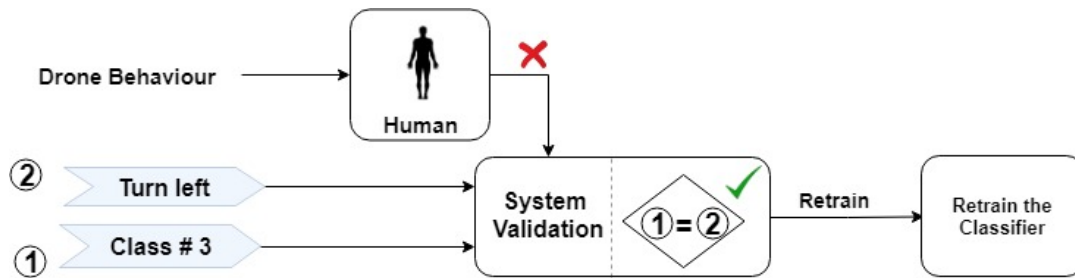 Drone Behaviour
Human
② Turn left
① Class # 3
System
Validation
①=②
Retrain
Retrain the
Classifier